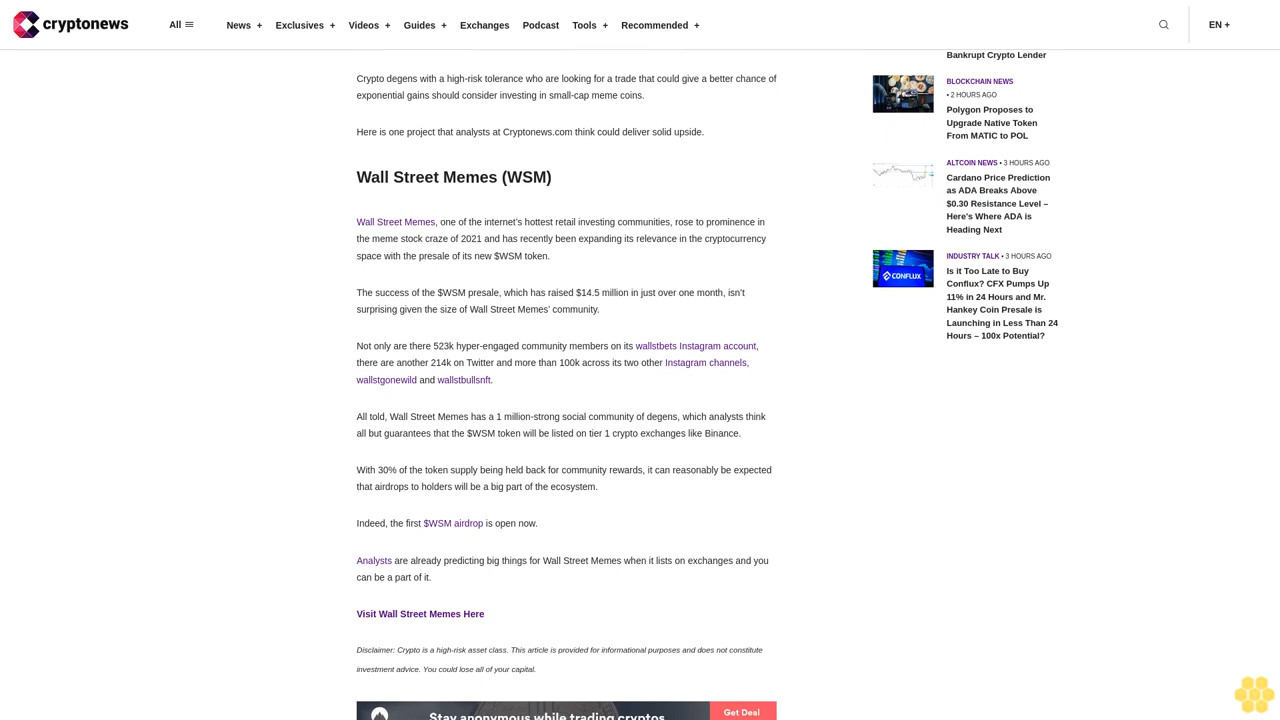 cryptonews
All
News +
Exclusives +
Videos +
Guides +
Exchanges
Podcast
Tools +
Recommended +
EN +
Crypto degens with a high-risk tolerance who are looking for a trade that could give a better chance of
exponential gains should consider investing in small-cap meme coins.
Here is one project that analysts at Cryptonews.com think could deliver solid upside.
Wall Street Memes (WSM)
Wall Street Memes, one of the internet’s hottest retail investing communities, rose to prominence in
the meme stock craze of 2021 and has recently been expanding its relevance in the cryptocurrency
space with the presale of its new $WSM token.
The success of the $WSM presale, which has raised $14.5 million in just over one month, isn’t
surprising given the size of Wall Street Memes’ community.
Not only are there 523k hyper-engaged community members on its wallstbets Instagram account,
there are another 214k on Twitter and more than 100k across its two other Instagram channels,
wallstgonewild and wallstbullsnft.
All told, Wall Street Memes has a 1 million-strong social community of degens, which analysts think
all but guarantees that the $WSM token will be listed on tier 1 crypto exchanges like Binance.
With 30% of the token supply being held back for community rewards, it can reasonably be expected
that airdrops to holders will be a big part of the ecosystem.
Indeed, the first $WSM airdrop is open now.
Analysts are already predicting big things for Wall Street Memes when it lists on exchanges and you
can be a part of it.
Visit Wall Street Memes Here
Disclaimer: Crypto is a high-risk asset class. This article is provided for informational purposes and does not constitute
investment advice. You could lose all of your capital.
Stay anonymous while trading cryptos
Get Deal
Bankrupt Crypto Lender
BLOCKCHAIN NEWS
• 2 HOURS AGO
Polygon Proposes to
Upgrade Native Token
From MATIC to POL
ALTCOIN NEWS • 3 HOURS AGO
Cardano Price Prediction
as ADA Breaks Above
$0.30 Resistance Level –
Here's Where ADA is
Heading Next
CONFLUX
INDUSTRY TALK • 3 HOURS AGO
Is it Too Late to Buy
Conflux? CFX Pumps Up
11% in 24 Hours and Mr.
Hankey Coin Presale is
Launching in Less Than 24
Hours – 100x Potential?